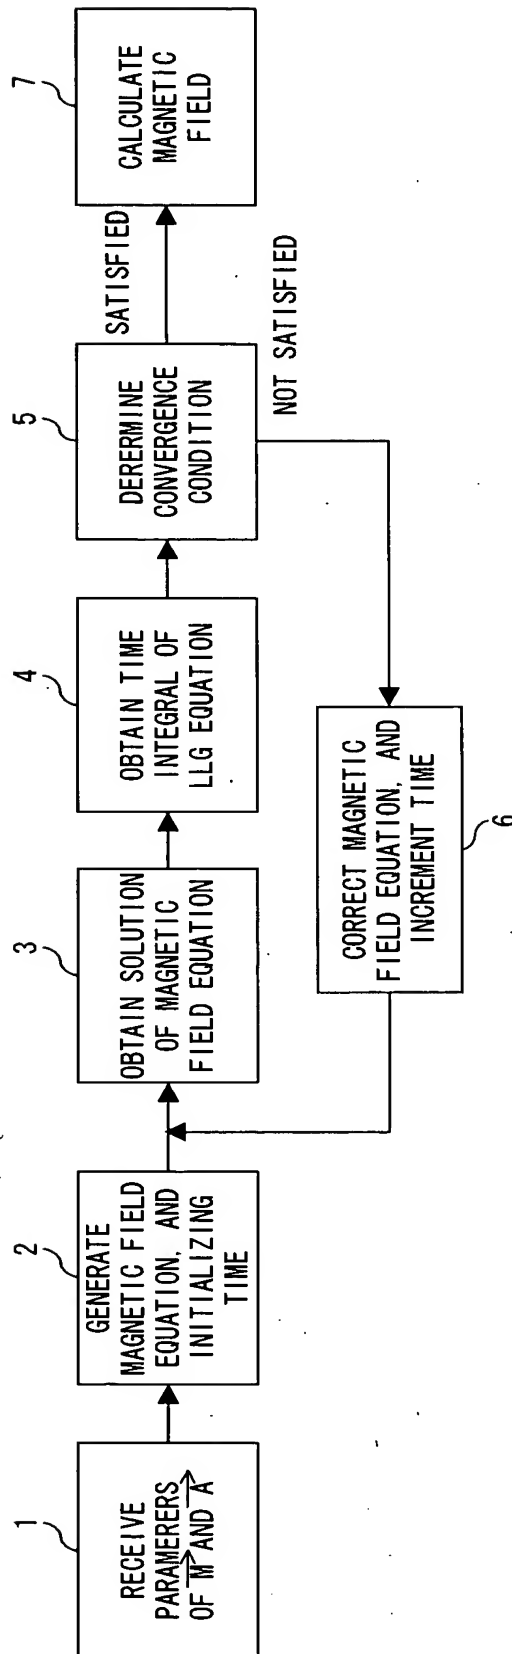 1
RECEIVE
PARAMERERS
OF M AND A
2
GENERATE
MAGNETIC FIELD
EQUATION, AND
INITIALIZING
TIME
3
OBTAIN SOLUTION
OF MAGNETIC
FIELD EQUATION
4
OBTAIN TIME
INTEGRAL OF
LLG EQUATION
5
DERERMINE
CONVERGENCE
CONDITION
SATISFIED
NOT SATISFIED
7
CALCULATE
MAGNETIC
FIELD
CORRECT MAGNETIC
FIELD EQUATION, AND
INCREMENT TIME
6